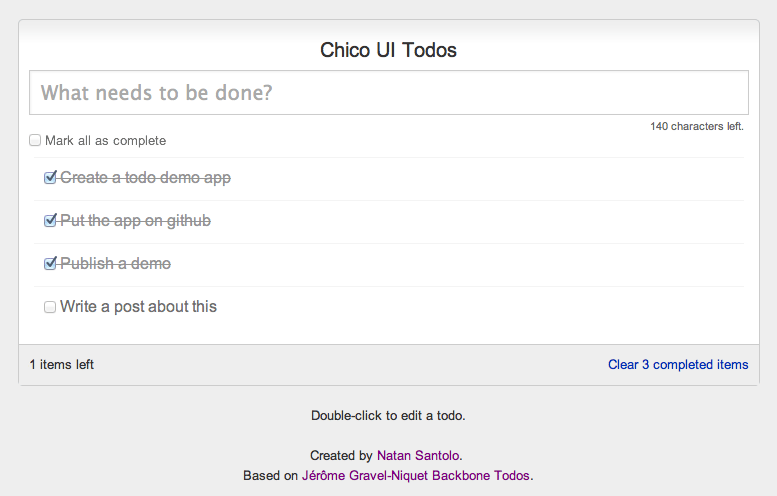 Chico UI Todos
What needs to be done?
140 characters left.
Mark all as complete
Create a todo demo app
Put the app on github
Publish a demo
Write a post about this
1 items left Clear 3 completed items
Double-click to edit a todo.
Created by Natan Santolo.
Based on Jérôme Gravel-Niquet Backbone Todos.